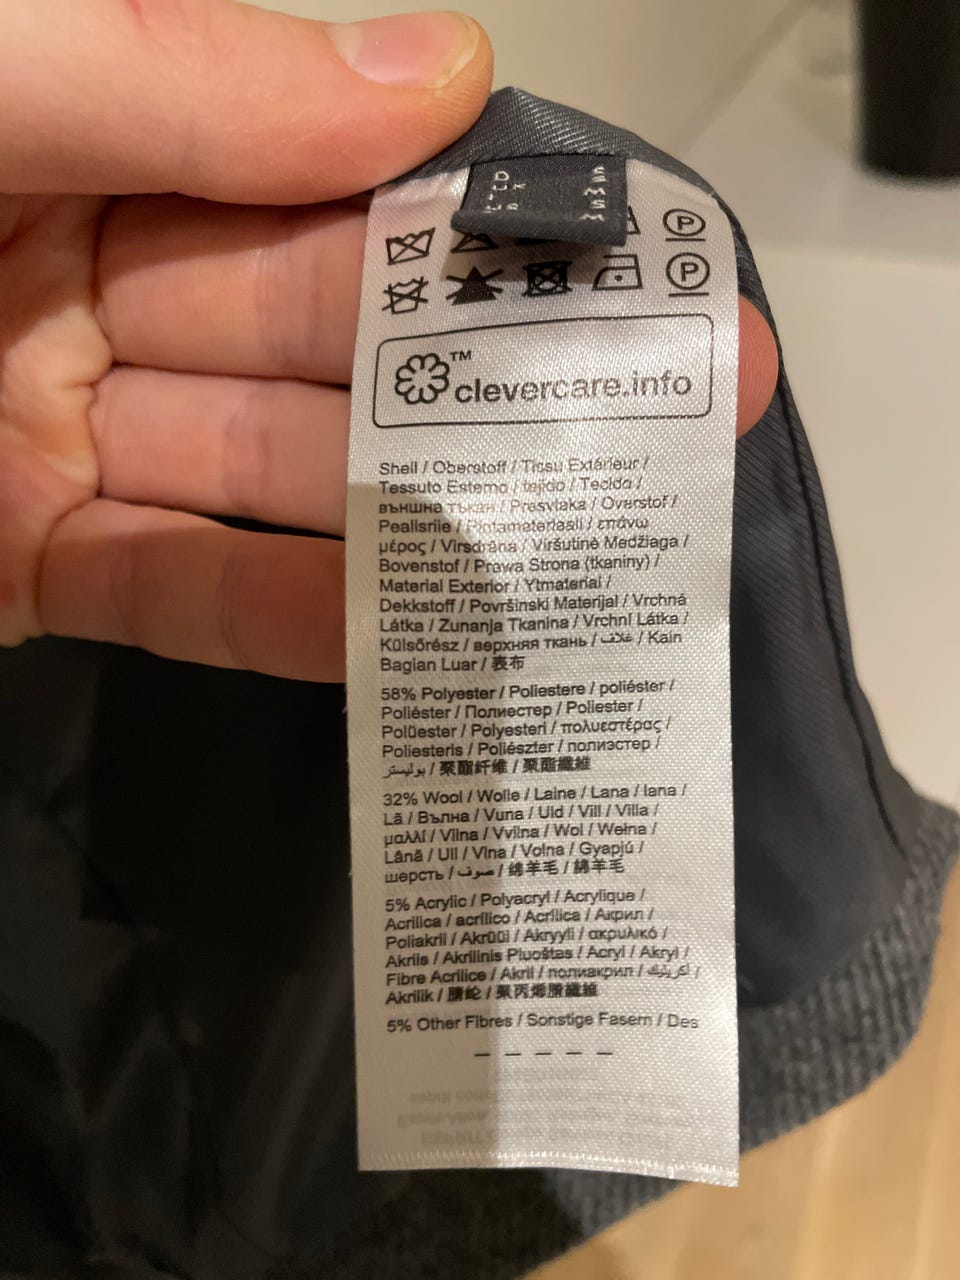 P
P
clevercare.info™
Shell / Oberstoff / Tissu Extérieur /
Tessuto Esterno / tejido / Tecido /
външна тъкан / Presvlaka / Overstof /
Pealisriie / Pintamateriaali / επάνω
μέρος / Virsdrāna / Viršutinė Medžiaga /
Bovenstof / Prawa Strona (tkaniny) /
Material Exterior / Ytmaterial /
Dekkstoff / Površinski Materijal / Vrchná
Látka / Zunanja Tkanina / Vrchní Látka /
Külsőrész / верхняя ткань / غلاف / Kain
Bagian Luar / 表布
58% Polyester / Poliestere / poliéster /
Poliéster / Полиестер / Poliester /
Polüester / Polyesteri / πολυεστέρας /
Poliesteris / Poliészter / полиэстер /
بوليستر / 聚酯纤维 / 聚酯纖維
32% Wool / Wolle / Laine / Lana / lana /
Lã / Вълна / Vuna / Uld / Vill / Villa /
μαλλί / Vilna / Vvilna / Wol / Wełna /
Lână / Ull / Vlna / Volna / Gyapjú /
шерсть / صوف / 绵羊毛 / 綿羊毛
5% Acrylic / Polyacryl / Acrylique /
Acrilica / acrílico / Acrílica / Акрил /
Poliakril / Akrüül / Akryyli / ακρυλικό /
Akrils / Akrilinis Pluoštas / Acryl / Akryl /
Fibre Acrilice / Akril / полиакрил / أكريليك /
Akrilik / 腈纶 / 聚丙烯腈纖維
5% Other Fibres / Sonstige Fasern / Des